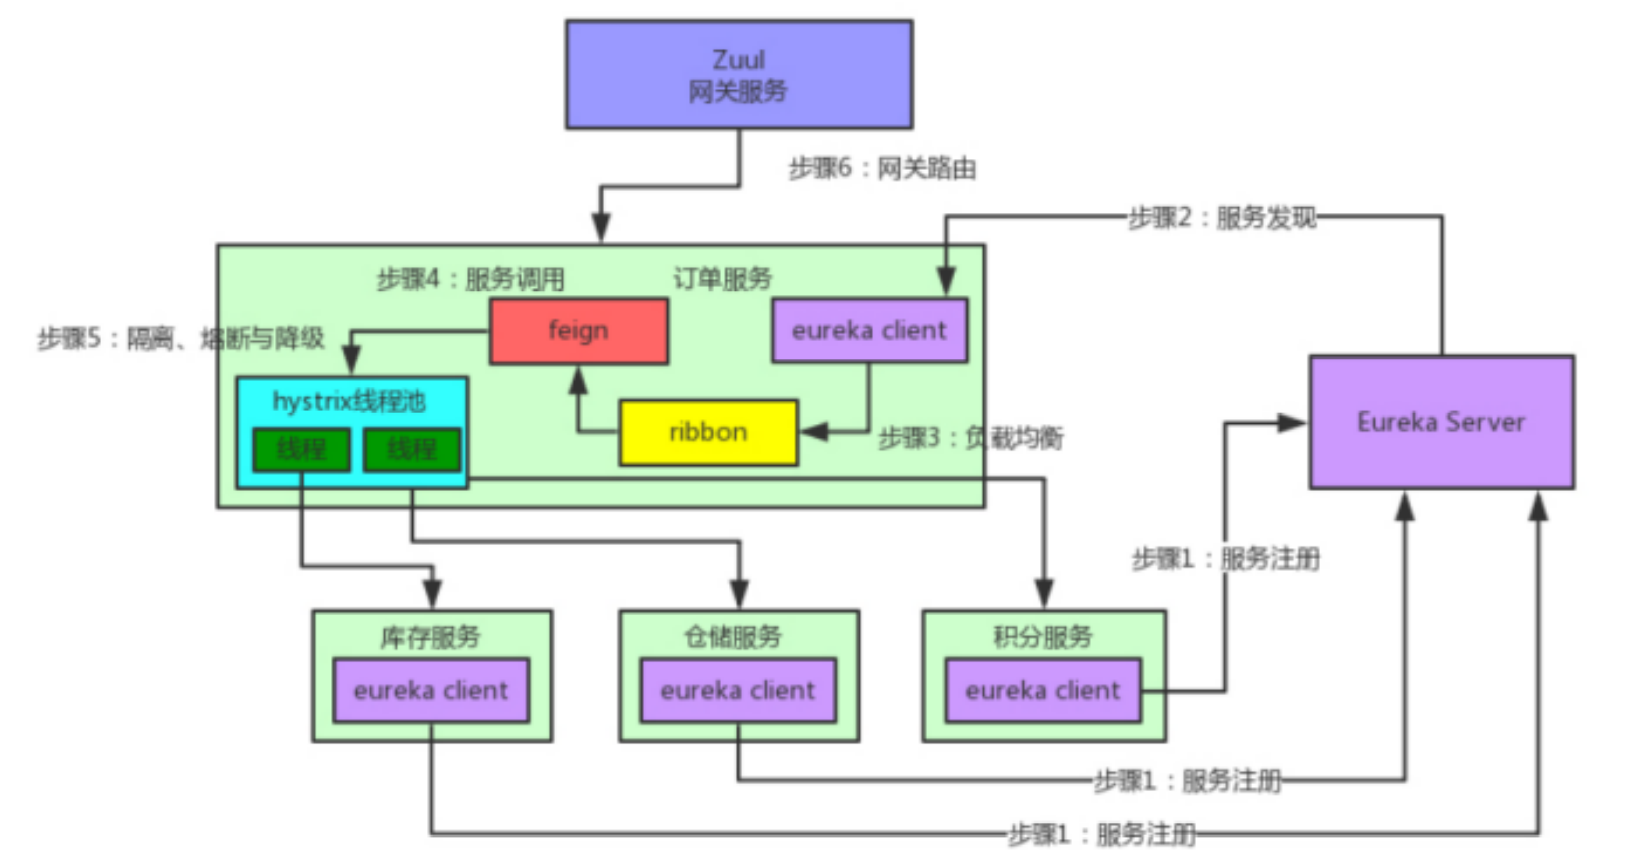 Zuul
网关服务
步骤6：网关路由
步骤2：服务发现
步骤4：服务调用
订单服务
feign
eureka client
步骤5：隔离、熔断与降级
hystrix线程池
线程
线程
ribbon
步骤3：负载均衡
Eureka Server
步骤1：服务注册
库存服务
eureka client
仓储服务
eureka client
积分服务
eureka client
步骤1：服务注册
步骤1：服务注册